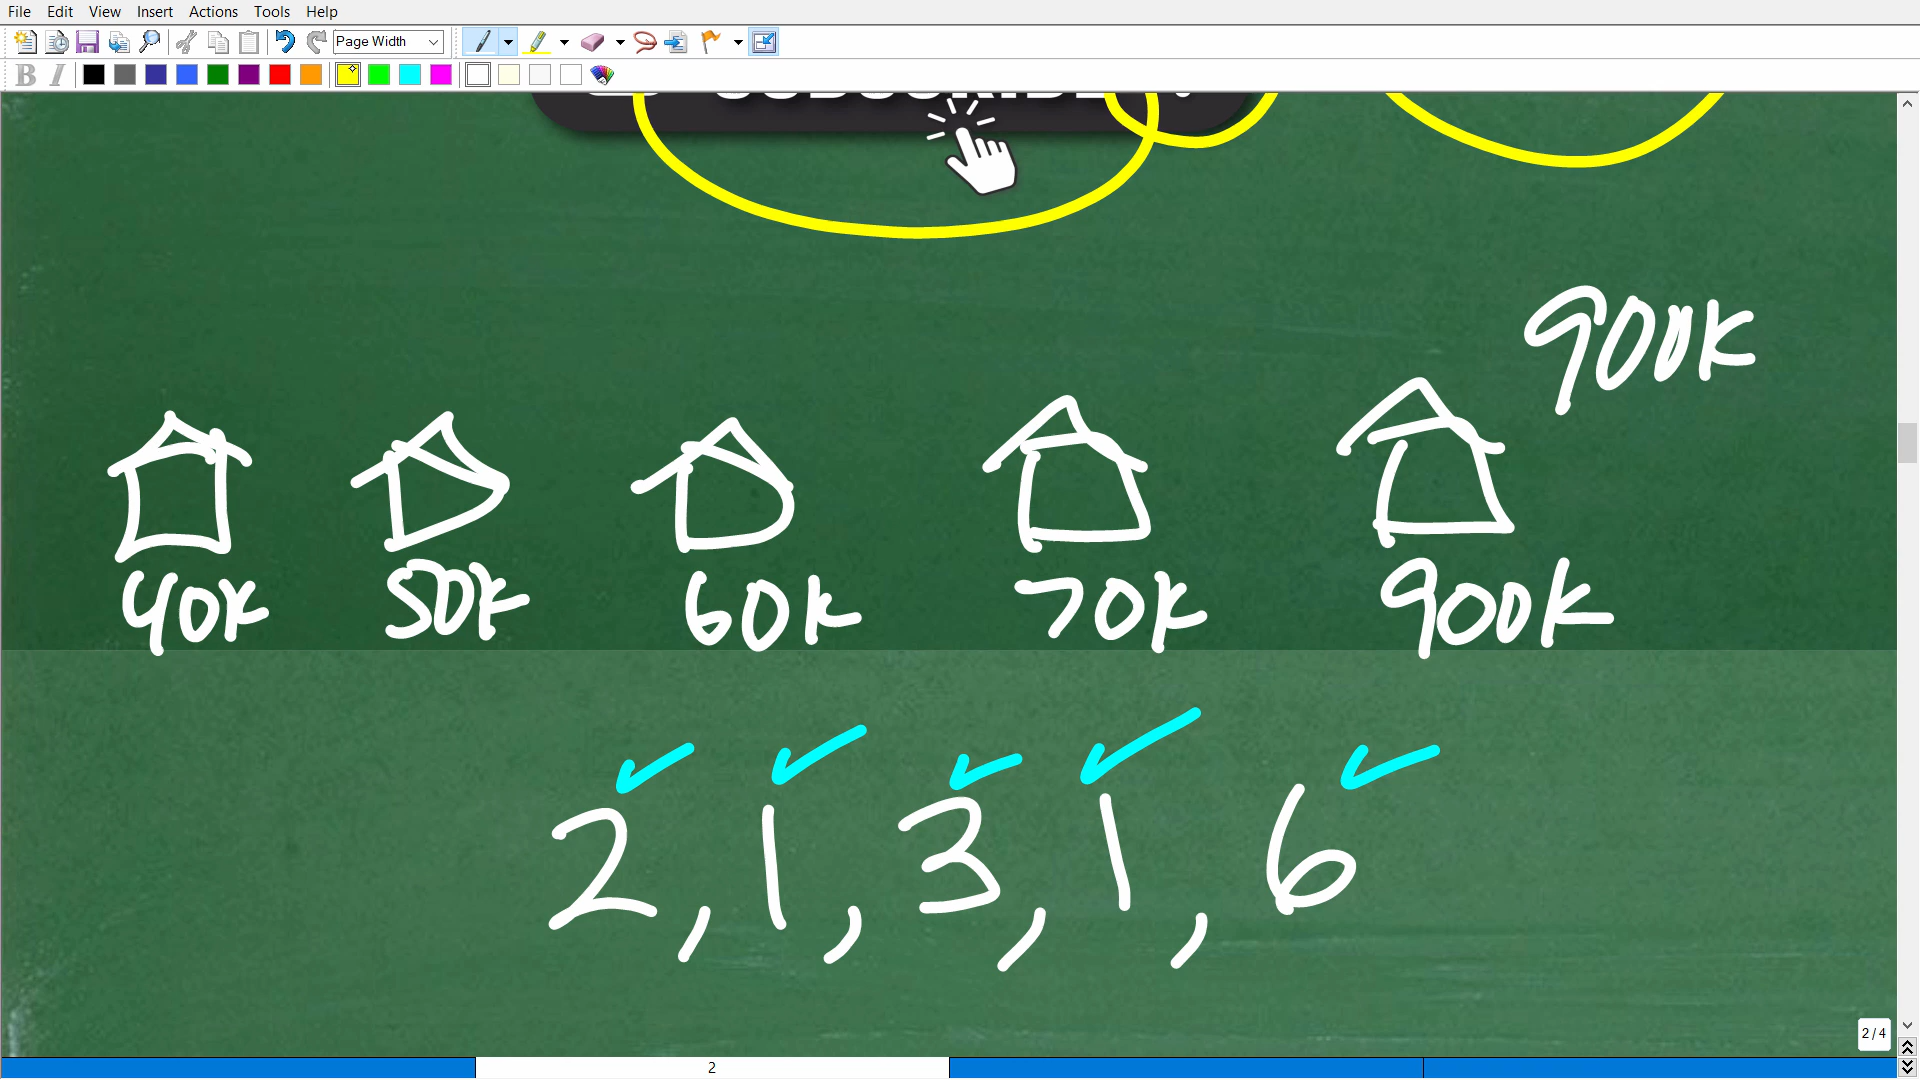 File Edit View Insert Actions Tools Help
Page Width
B I
900K
40K 50K 60K 70K 900K
2, 1, 3, 1, 6
2 / 4
2